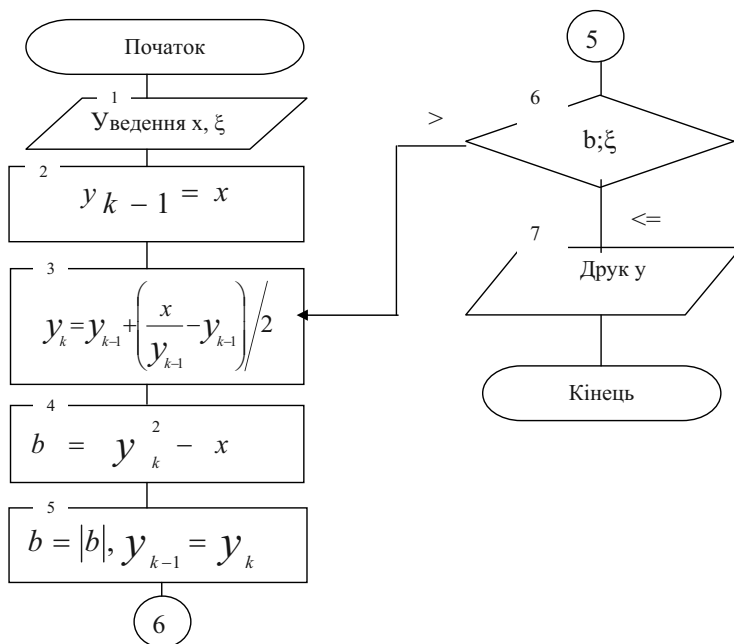 Початок
1
Уведення x, ξ
2
y k − 1 = x
3
y_k = y_{k−1} + (x / y_{k−1} − y_{k−1}) / 2
4
b = y_k^2 − x
5
b = |b|, y_{k−1} = y_k
6
5
6
>
b;ξ
<=
7
Друк y
Кінець